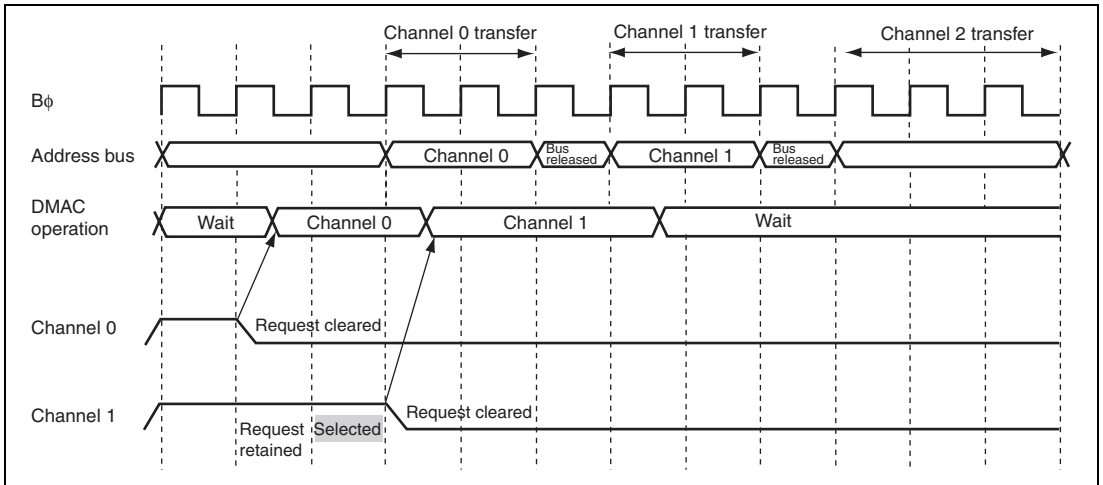 Channel 0 transfer
Channel 1 transfer
Channel 2 transfer
Bφ
Address bus
Channel 0
Bus
released
Channel 1
Bus
released
DMAC
operation
Wait
Channel 0
Channel 1
Wait
Channel 0
Request cleared
Channel 1
Request cleared
Request
retained
Selected